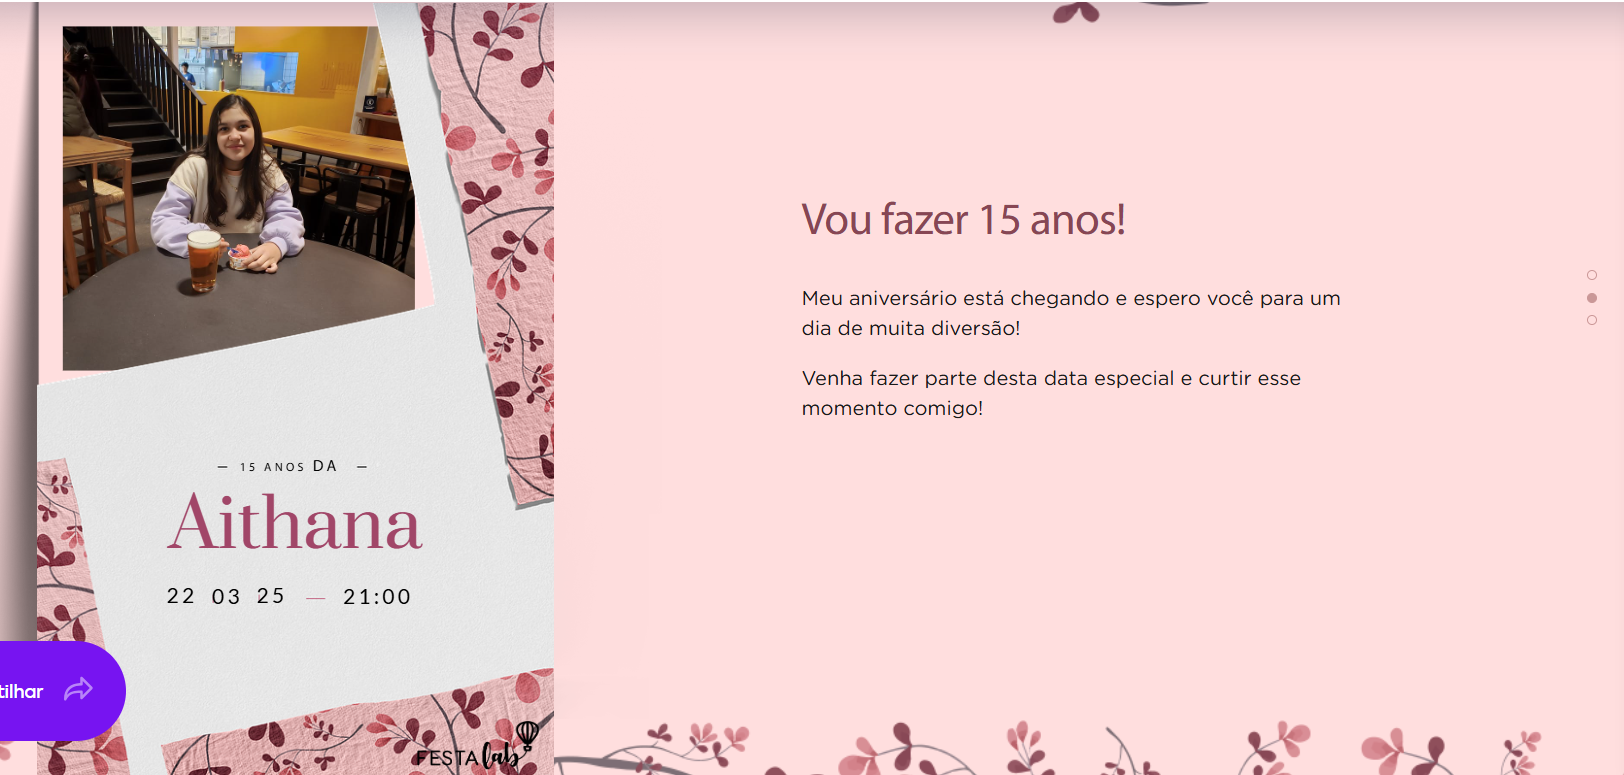 15 ANOS DA
Aithana
22 03 25 — 21:00
tilhar
FESTA lab
Vou fazer 15 anos!
Meu aniversário está chegando e espero você para um
dia de muita diversão!
Venha fazer parte desta data especial e curtir esse
momento comigo!